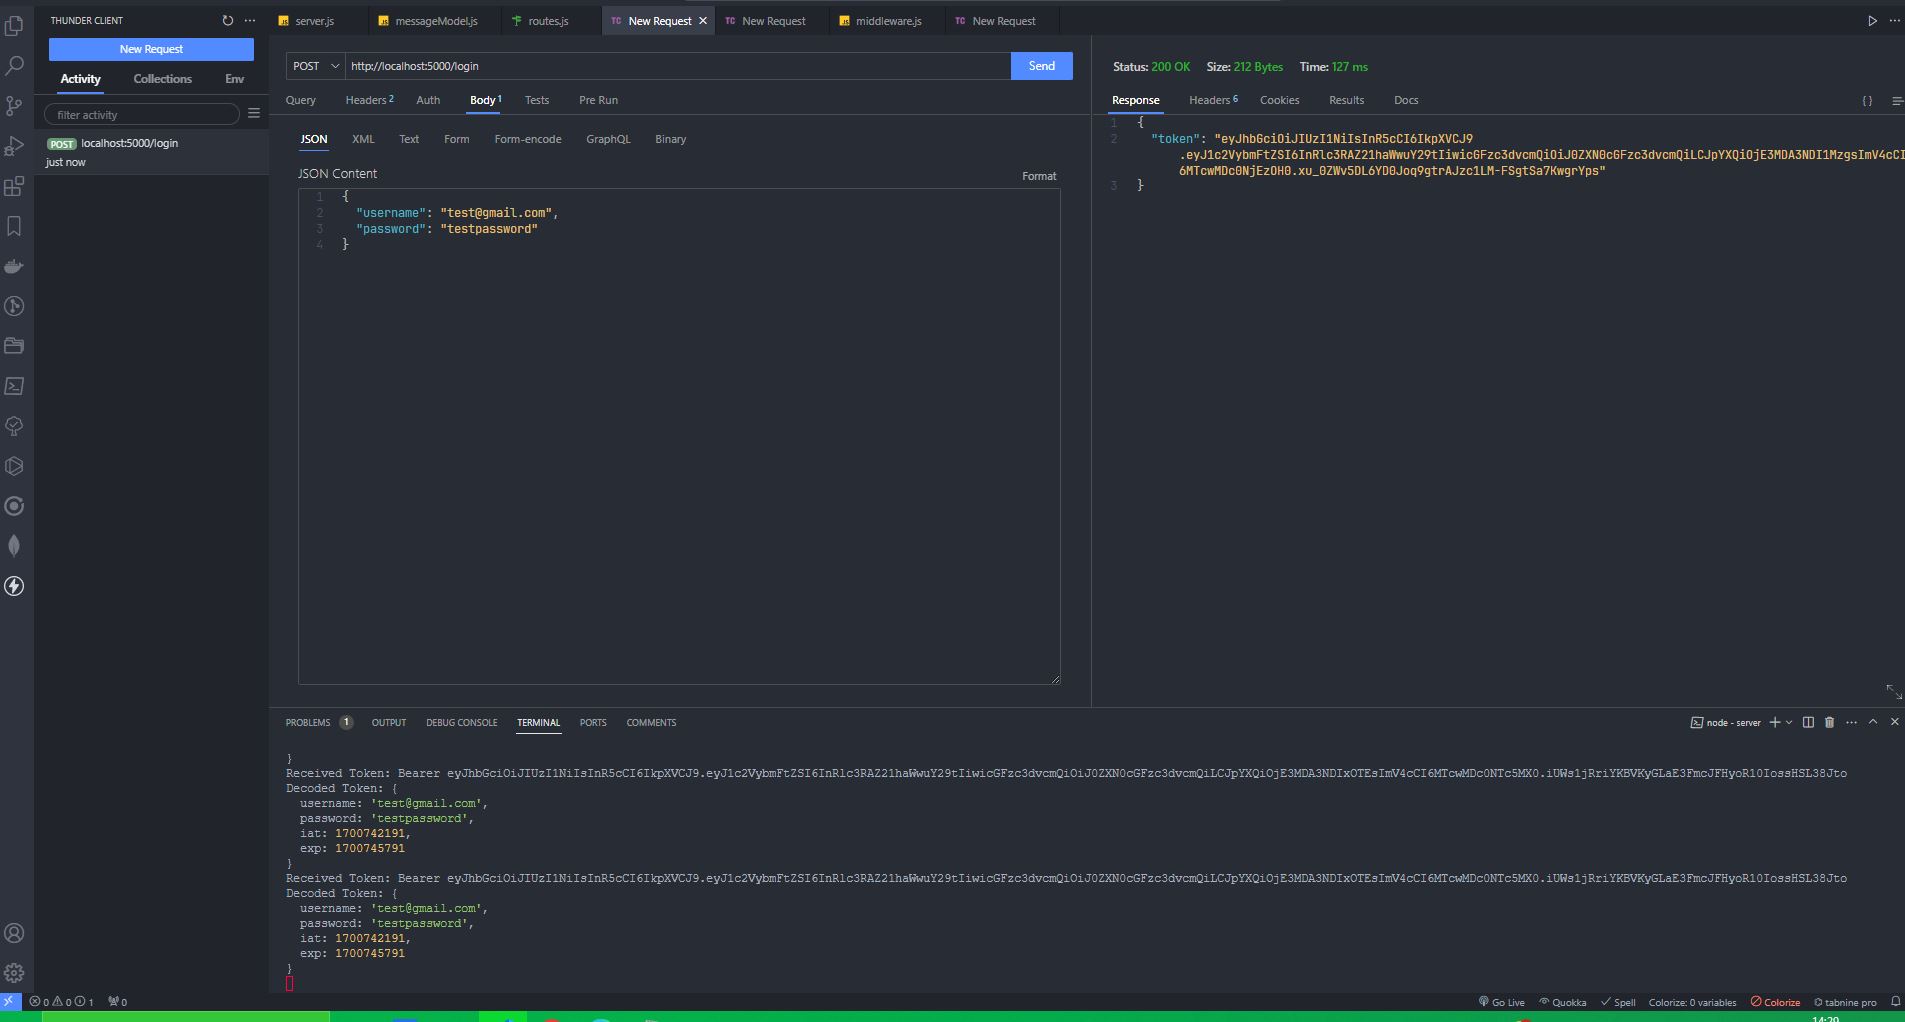 THUNDER CLIENT
New Request
Activity Collections Env
filter activity
POST localhost:5000/login
just now
server.js messageModel.js routes.js TC New Request TC New Request middleware.js TC New Request
POST http://localhost:5000/login Send
Query Headers 2 Auth Body 1 Tests Pre Run
JSON XML Text Form Form-encode GraphQL Binary
JSON Content Format
1 {
2 "username": "test@gmail.com",
3 "password": "testpassword"
4 }
Status: 200 OK Size: 212 Bytes Time: 127 ms
Response Headers 6 Cookies Results Docs { }
1 {
2 "token": "eyJhbGciOiJIUzI1NiIsInR5cCI6IkpXVCJ9
.eyJ1c2VybmFtZSI6InRlc3RAZ21haWwuY29tIiwicGFzc3dvcmQiOiJ0ZXN0cGFzc3dvcmQiLCJpYXQiOjE3MDA3NDI1MzgsImV4cCI
6MTcwMDc0NjEzOH0.xu_0ZWv5DL6YD0Joq9gtrAJzc1LM-FSgtSa7KwgrYps"
3 }
PROBLEMS 1 OUTPUT DEBUG CONSOLE TERMINAL PORTS COMMENTS
node - server
}
Received Token: Bearer eyJhbGciOiJIUzI1NiIsInR5cCI6IkpXVCJ9.eyJ1c2VybmFtZSI6InRlc3RAZ21haWwuY29tIiwicGFzc3dvcmQiOiJ0ZXN0cGFzc3dvcmQiLCJpYXQiOjE3MDA3NDIxOTEsImV4cCI6MTcwMDc0NTc5MX0.iUWs1jRriYKBVKyGLaE3FmcJFHyoR10IossHSL38Jto
Decoded Token: {
username: 'test@gmail.com',
password: 'testpassword',
iat: 1700742191,
exp: 1700745791
}
Received Token: Bearer eyJhbGciOiJIUzI1NiIsInR5cCI6IkpXVCJ9.eyJ1c2VybmFtZSI6InRlc3RAZ21haWwuY29tIiwicGFzc3dvcmQiOiJ0ZXN0cGFzc3dvcmQiLCJpYXQiOjE3MDA3NDIxOTEsImV4cCI6MTcwMDc0NTc5MX0.iUWs1jRriYKBVKyGLaE3FmcJFHyoR10IossHSL38Jto
Decoded Token: {
username: 'test@gmail.com',
password: 'testpassword',
iat: 1700742191,
exp: 1700745791
}
0 0 1 0 Go Live Quokka Spell Colorize: 0 variables Colorize tabnine pro